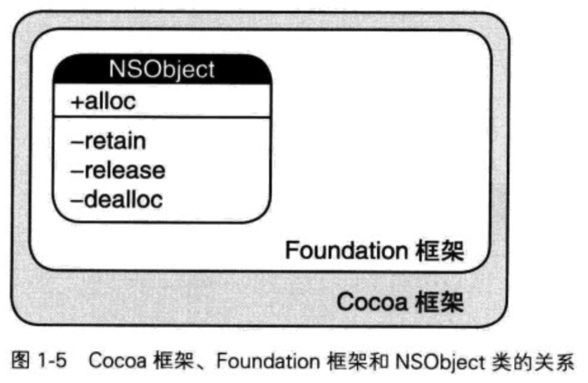 NSObject
+alloc
–retain
–release
–dealloc
Foundation 框架
Cocoa 框架
图 1-5 Cocoa 框架、Foundation 框架和 NSObject 类的关系